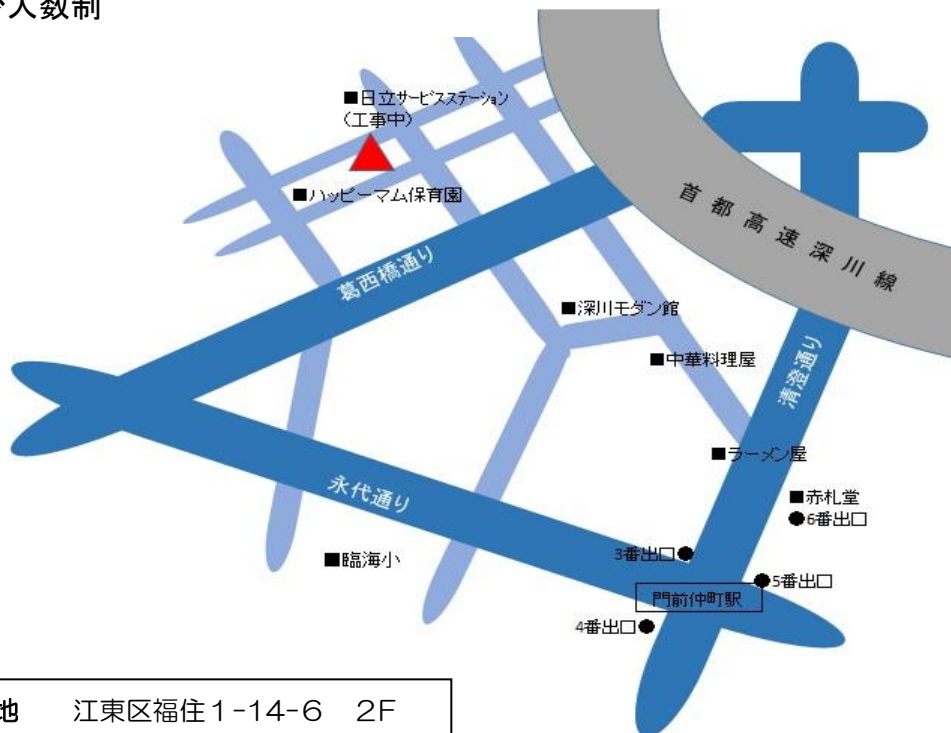 人数制
■日立サービスステーション
（工事中）
■ハッピーマム保育園
首都高速深川線
葛西橋通り
■深川モダン館
■中華料理屋
清澄通り
■ラーメン屋
永代通り
■赤札堂
●6番出口
3番出口●
■臨海小
●5番出口
門前仲町駅
4番出口●
地　江東区福住１-14-6　2F